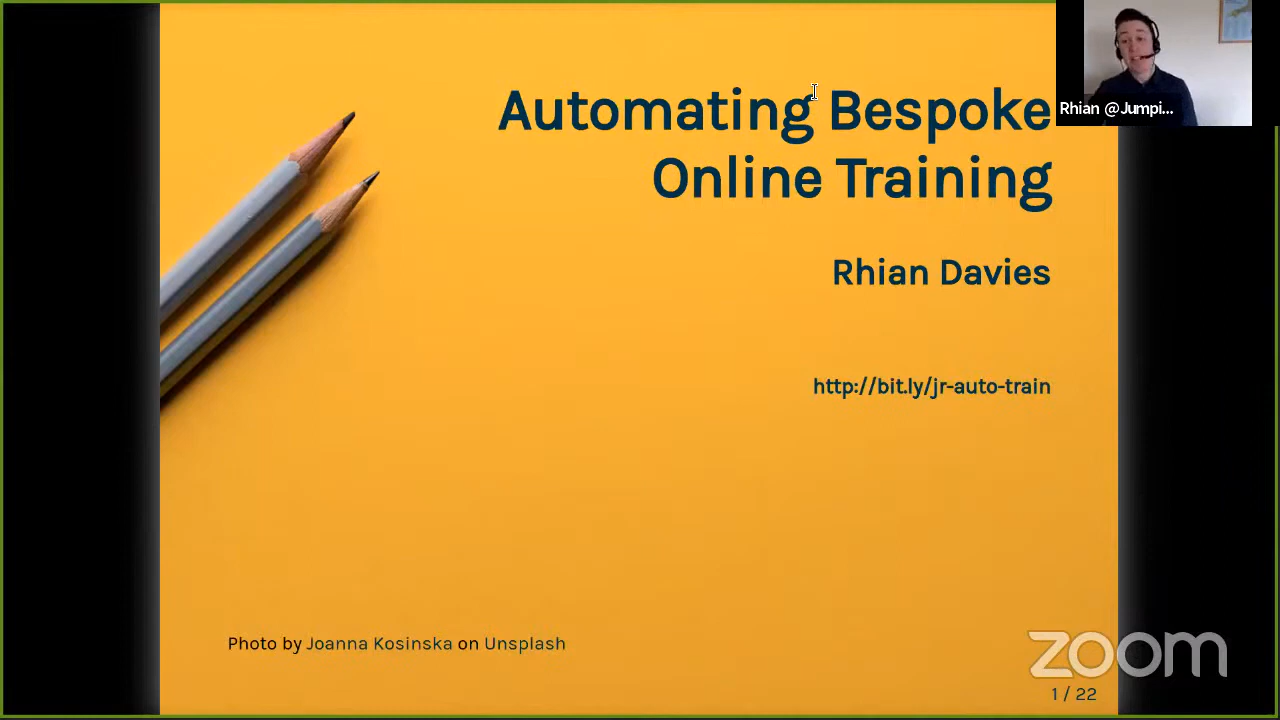 Automating Bespoke
Online Training
Rhian @Jumpi...
Rhian Davies
http://bit.ly/jr-auto-train
Photo by Joanna Kosinska on Unsplash
zoom
1 / 22